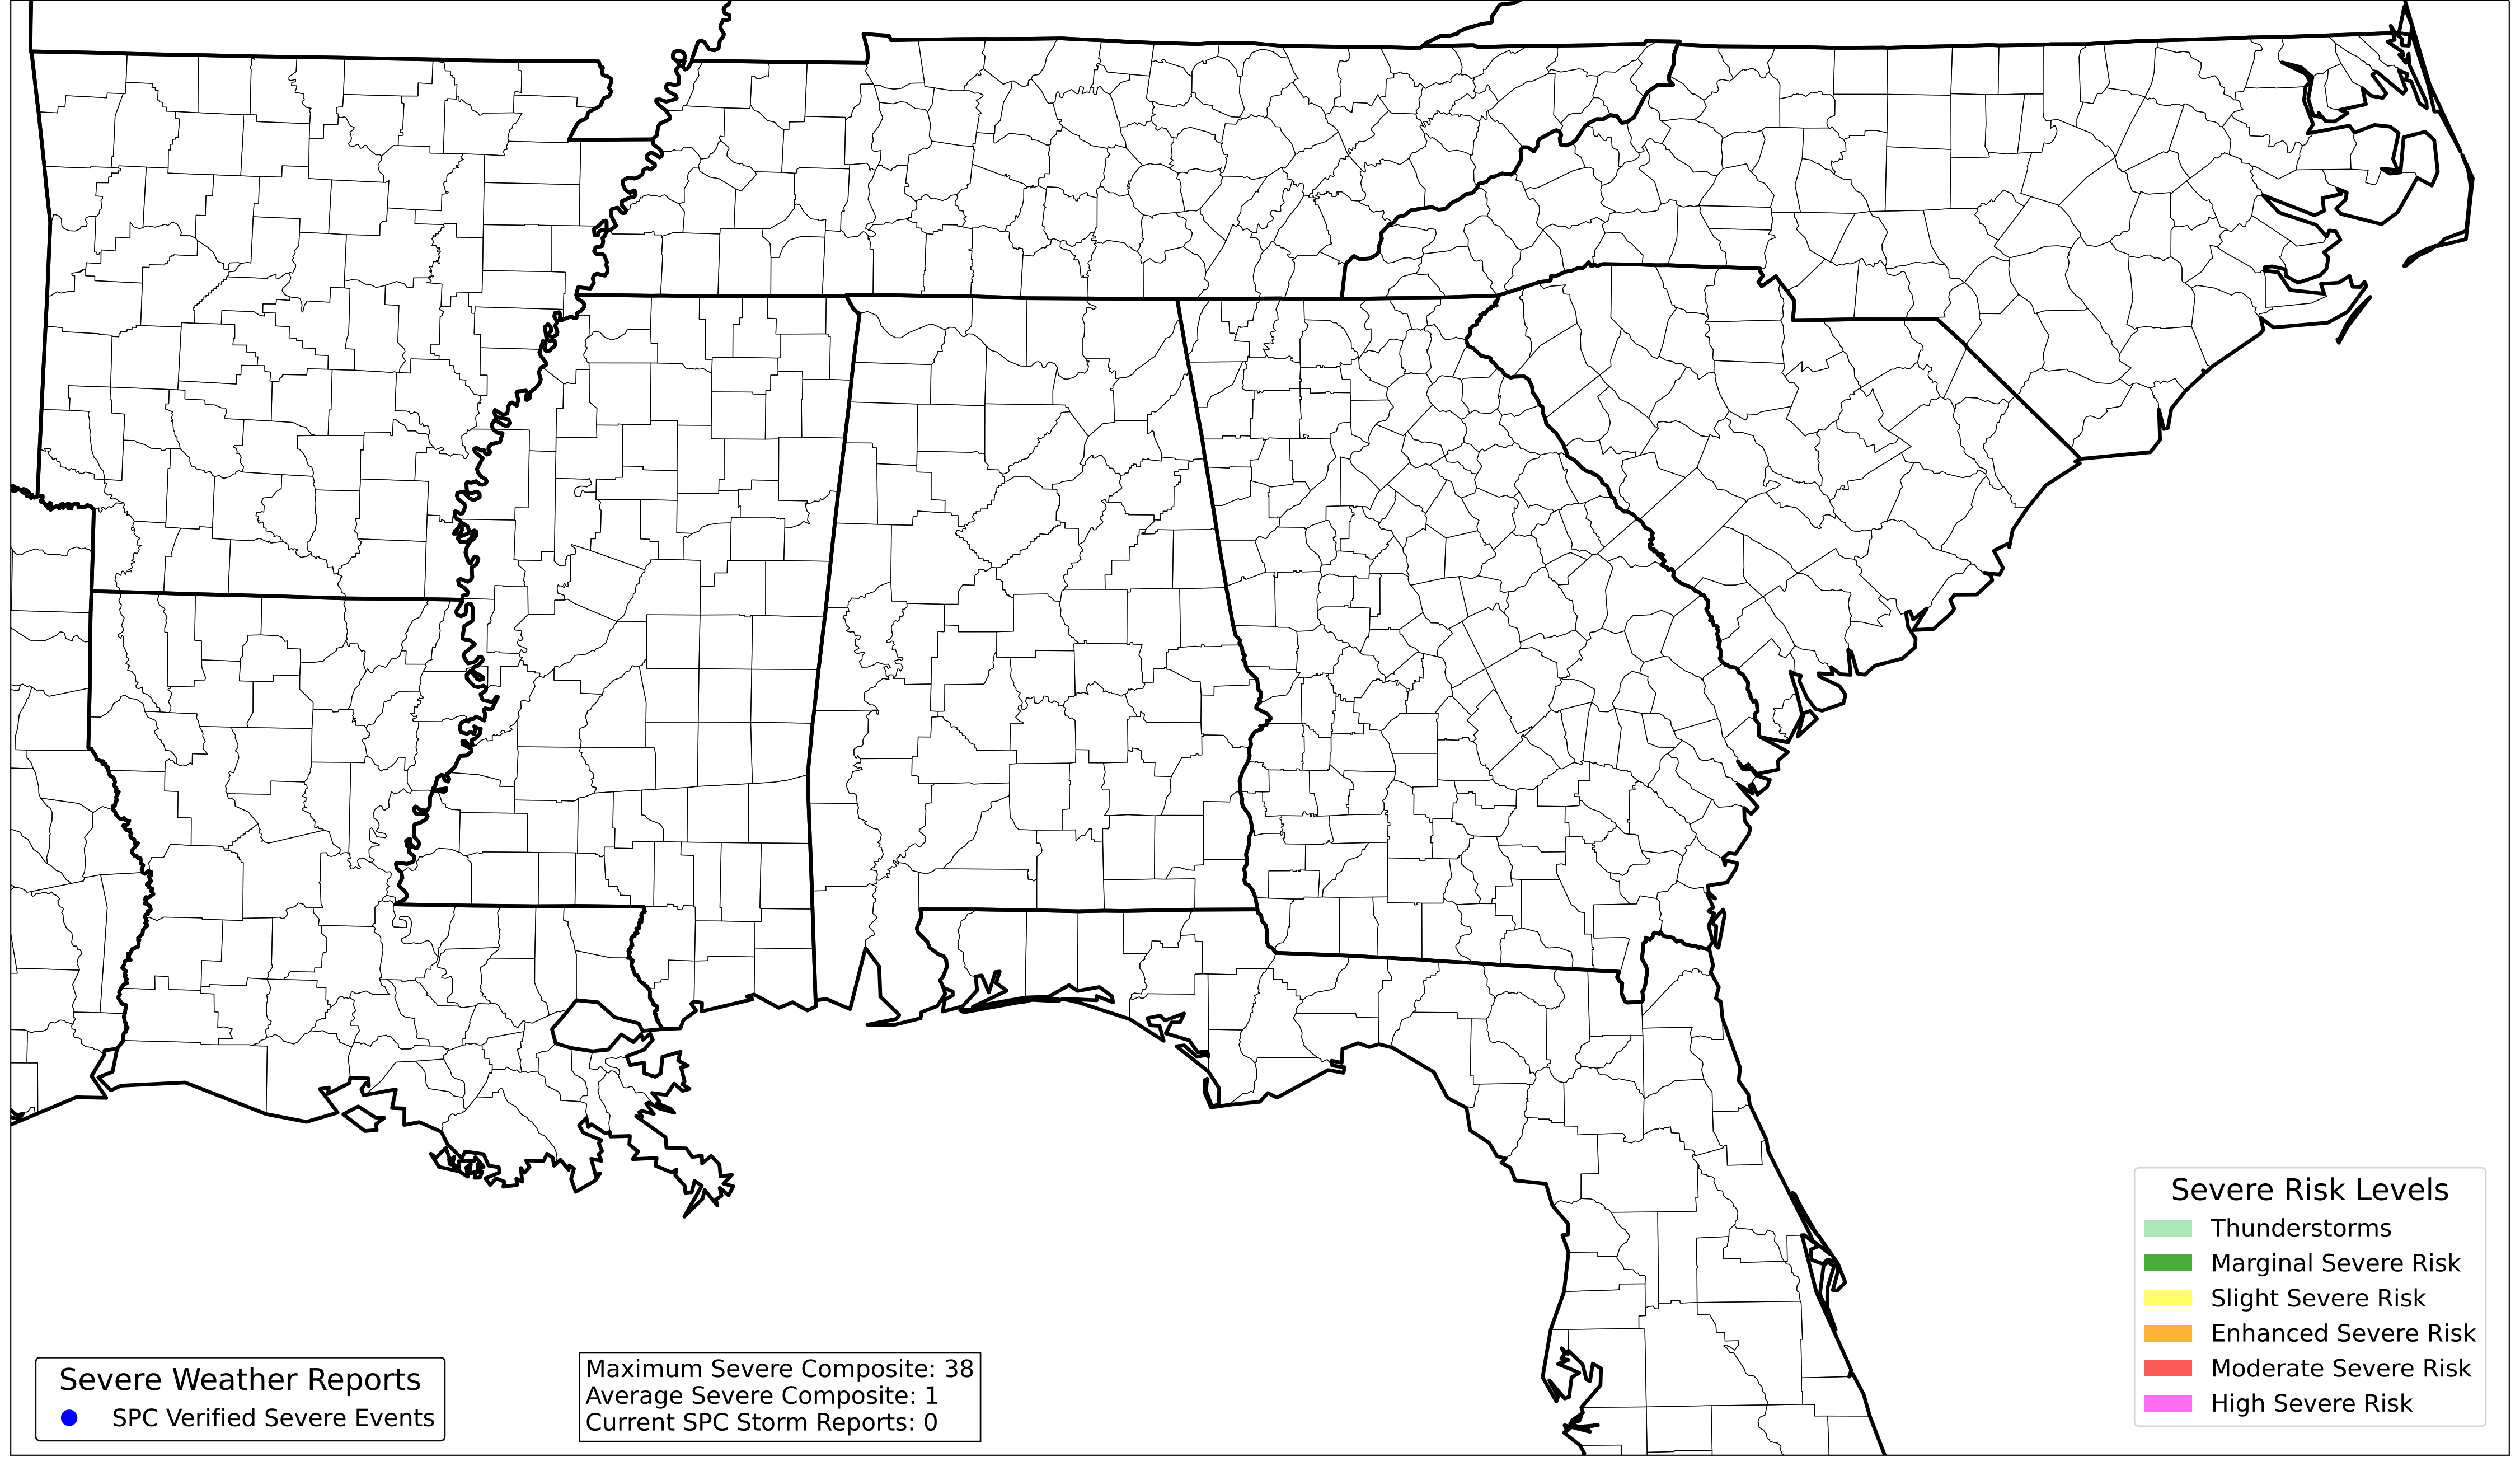 Severe Risk Levels
Thunderstorms
Marginal Severe Risk
Slight Severe Risk
Enhanced Severe Risk
Moderate Severe Risk
High Severe Risk
Severe Weather Reports
SPC Verified Severe Events
Maximum Severe Composite: 38
Average Severe Composite: 1
Current SPC Storm Reports: 0